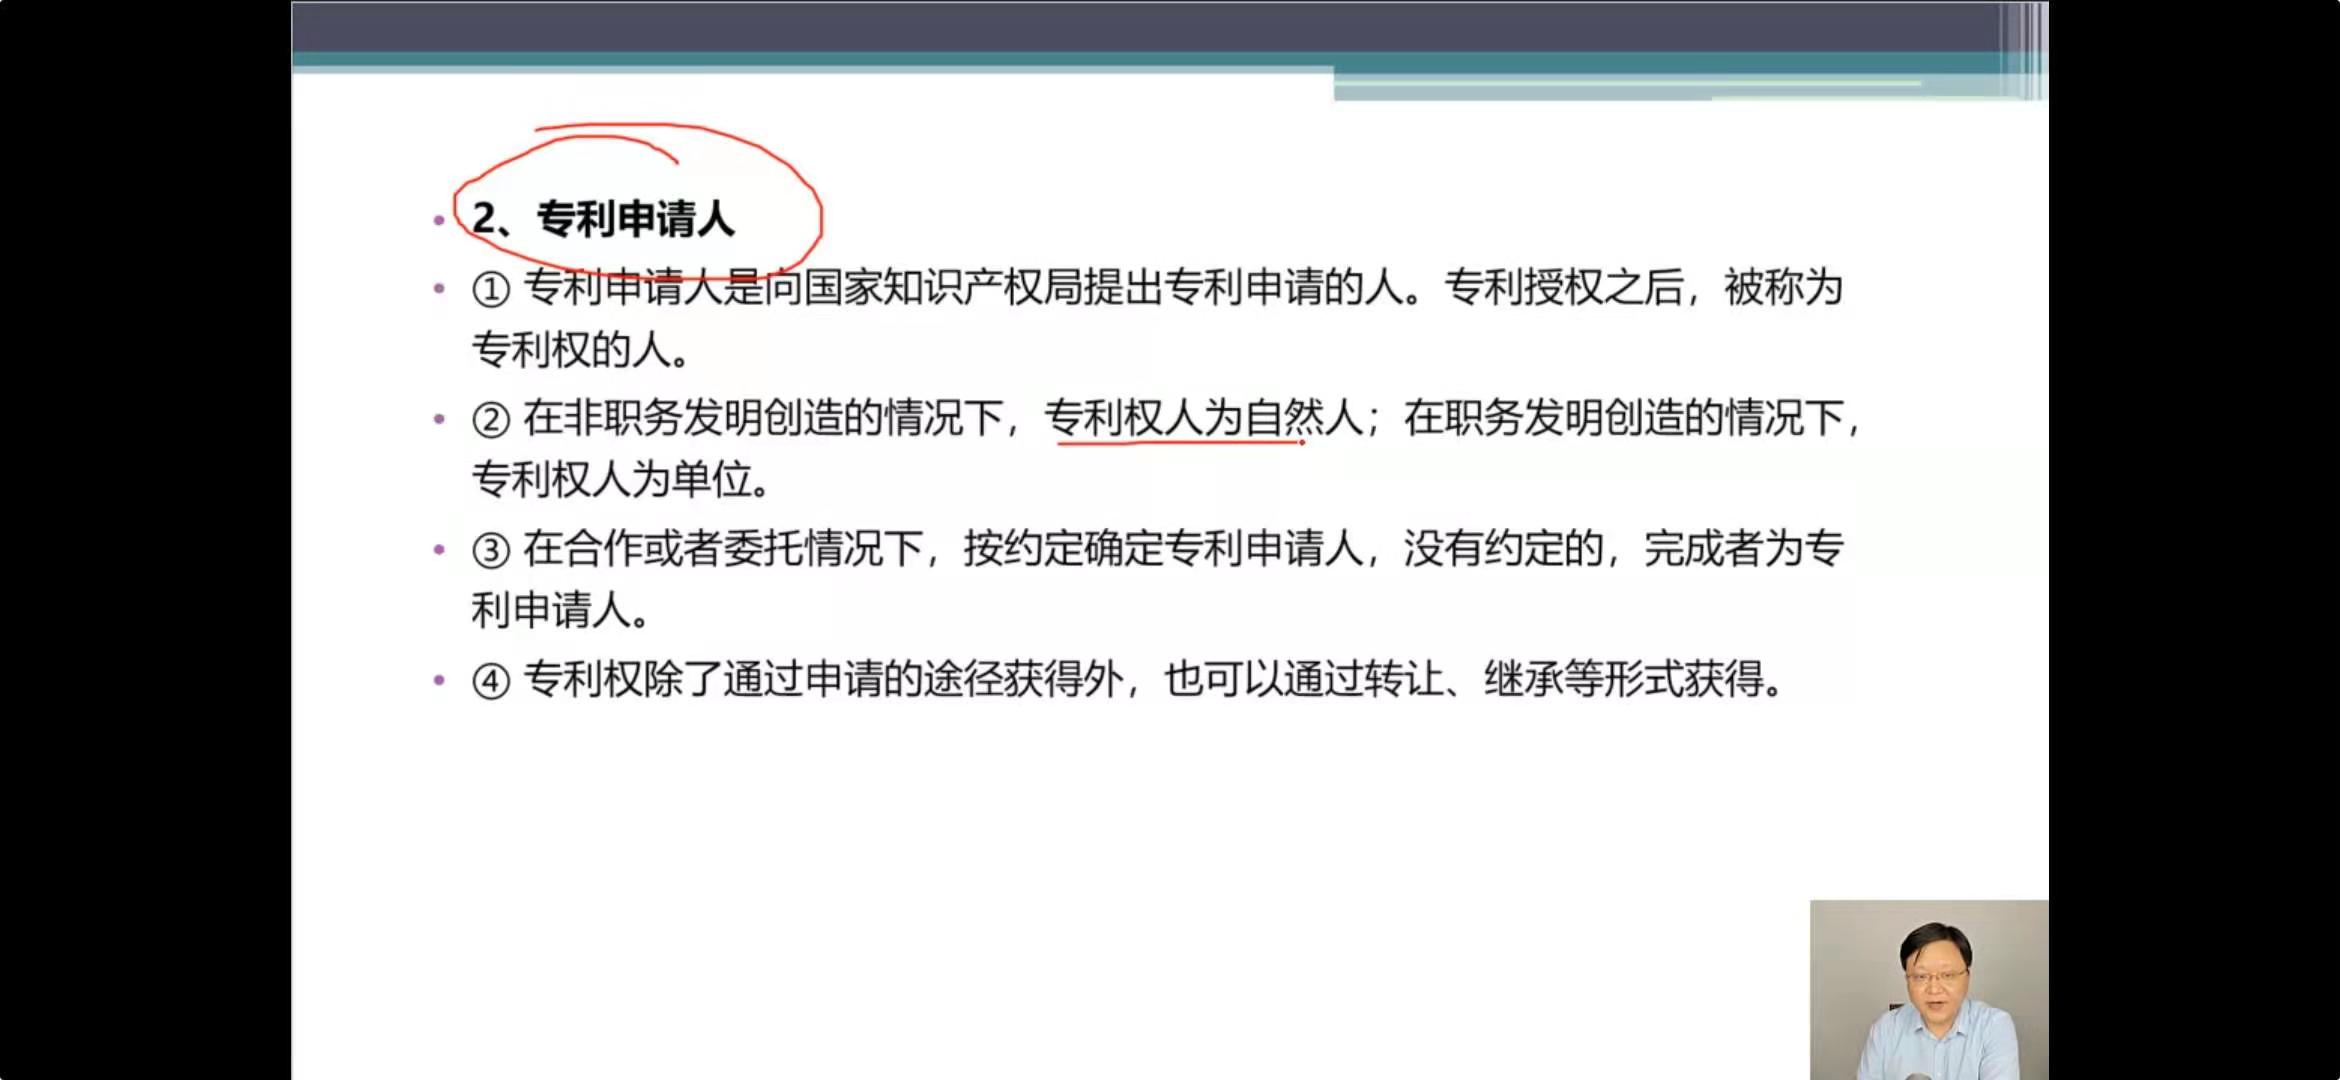 2、专利申请人
① 专利申请人是向国家知识产权局提出专利申请的人。专利授权之后，被称为
专利权的人。
② 在非职务发明创造的情况下，专利权人为自然人；在职务发明创造的情况下，
专利权人为单位。
③ 在合作或者委托情况下，按约定确定专利申请人，没有约定的，完成者为专
利申请人。
④ 专利权除了通过申请的途径获得外，也可以通过转让、继承等形式获得。